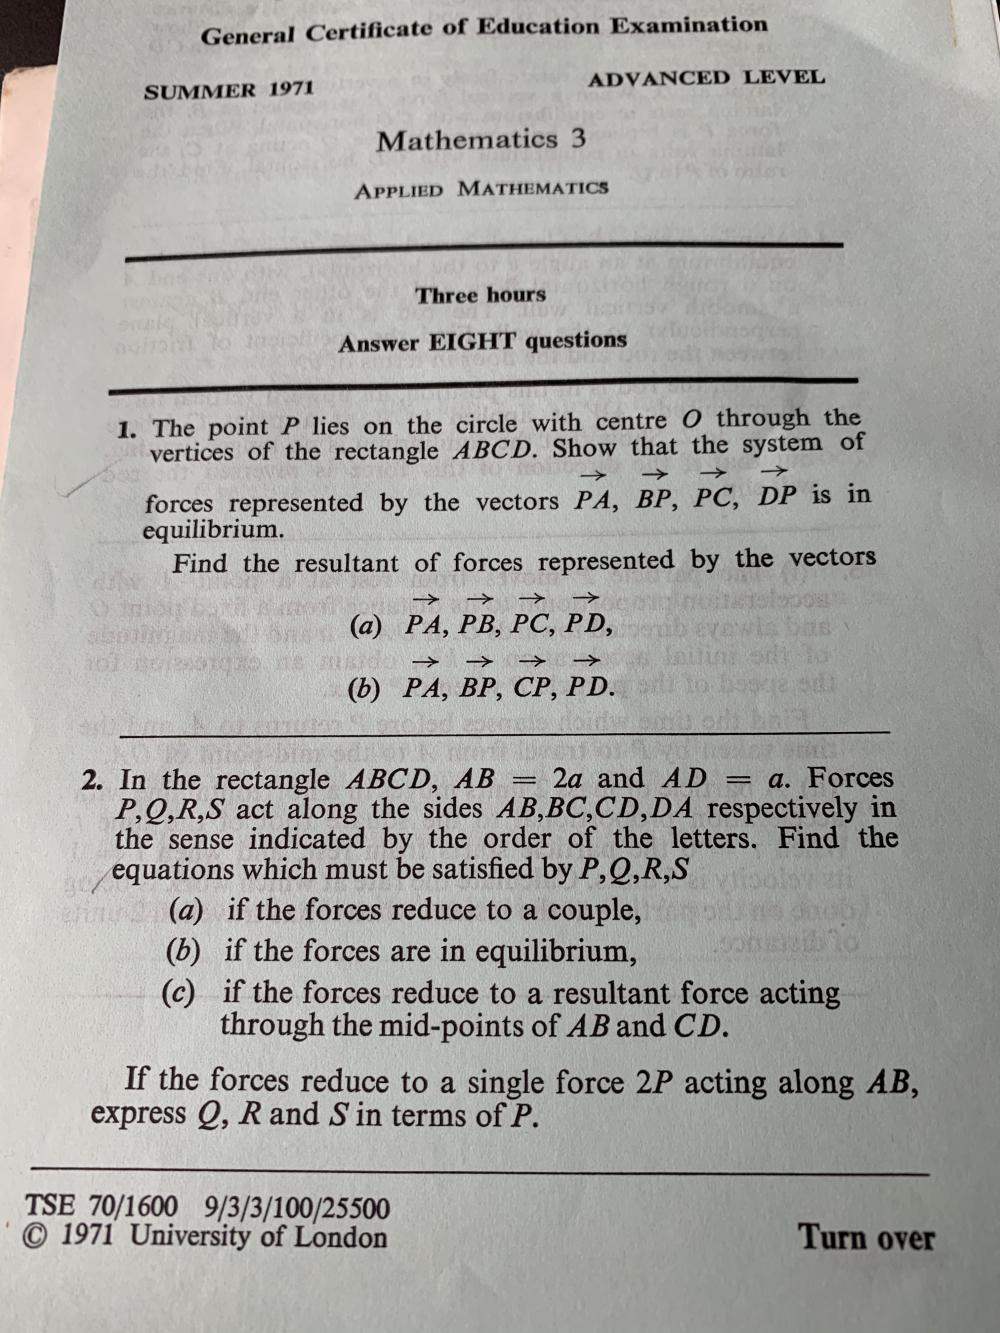 General Certificate of Education Examination
SUMMER 1971 ADVANCED LEVEL
Mathematics 3
APPLIED MATHEMATICS
Three hours
Answer EIGHT questions
1. The point P lies on the circle with centre O through the
vertices of the rectangle ABCD. Show that the system of
forces represented by the vectors →PA, →BP, →PC, →DP is in
equilibrium.
Find the resultant of forces represented by the vectors
(a) →PA, →PB, →PC, →PD,
(b) →PA, →BP, →CP, →PD.
2. In the rectangle ABCD, AB = 2a and AD = a. Forces
P,Q,R,S act along the sides AB,BC,CD,DA respectively in
the sense indicated by the order of the letters. Find the
equations which must be satisfied by P,Q,R,S
(a) if the forces reduce to a couple,
(b) if the forces are in equilibrium,
(c) if the forces reduce to a resultant force acting
through the mid-points of AB and CD.
If the forces reduce to a single force 2P acting along AB,
express Q, R and S in terms of P.
TSE 70/1600 9/3/3/100/25500
© 1971 University of London
Turn over